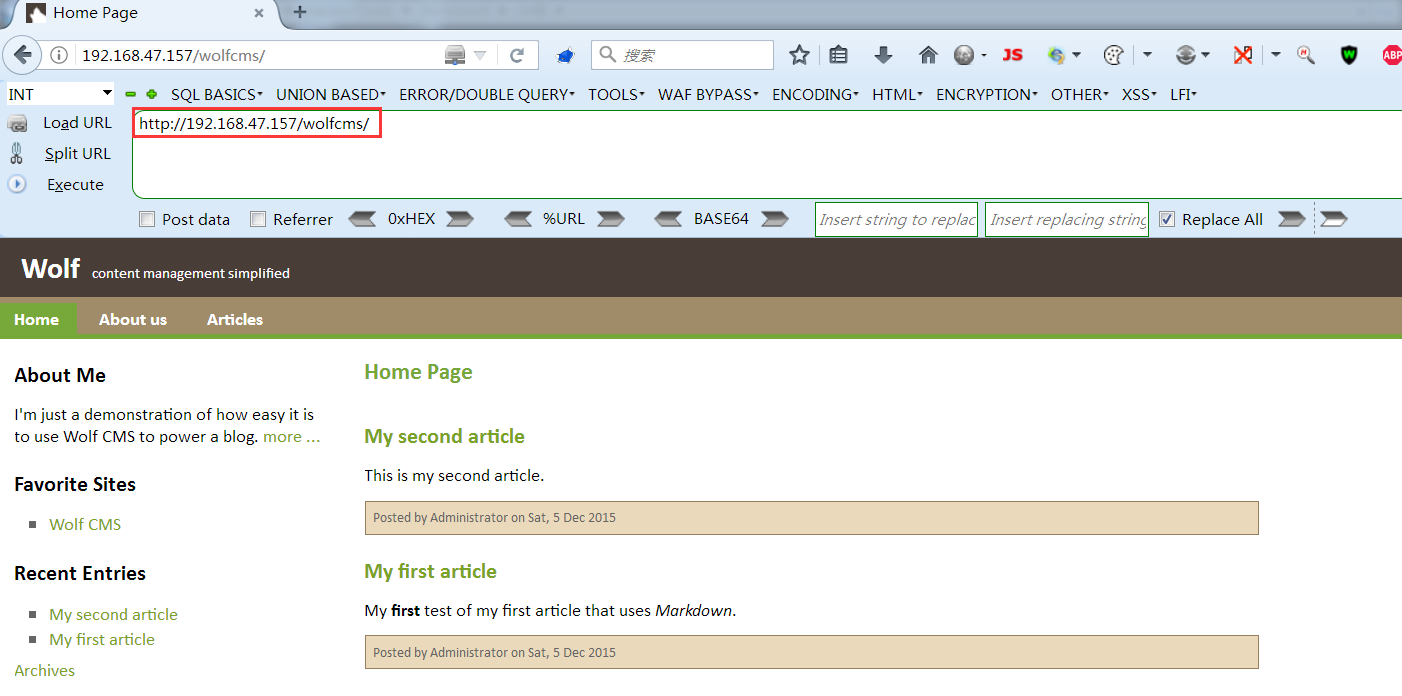 Home Page
192.168.47.157/wolfcms/
搜索
JS
ABP
INT SQL BASICS UNION BASED ERROR/DOUBLE QUERY TOOLS WAF BYPASS ENCODING HTML ENCRYPTION OTHER XSS LFI
Load URL http://192.168.47.157/wolfcms/
Split URL
Execute
Post data Referrer 0xHEX %URL BASE64 Insert string to replac Insert replacing string Replace All
Wolf content management simplified
Home About us Articles
About Me
I'm just a demonstration of how easy it is
to use Wolf CMS to power a blog. more ...
Favorite Sites
Wolf CMS
Recent Entries
My second article
My first article
Archives
Home Page
My second article
This is my second article.
Posted by Administrator on Sat, 5 Dec 2015
My first article
My first test of my first article that uses Markdown.
Posted by Administrator on Sat, 5 Dec 2015